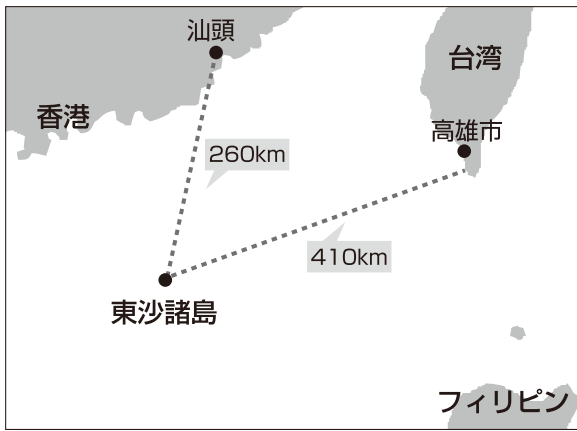 汕頭
台湾
香港
高雄市
260km
410km
東沙諸島
フィリピン